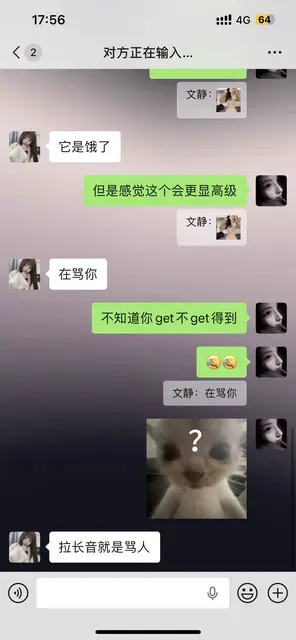 17:56
4G 64
2
对方正在输入...
文静：
它是饿了
但是感觉这个会更显高级
文静：
在骂你
不知道你get不get得到
文静：在骂你
?
拉长音就是骂人